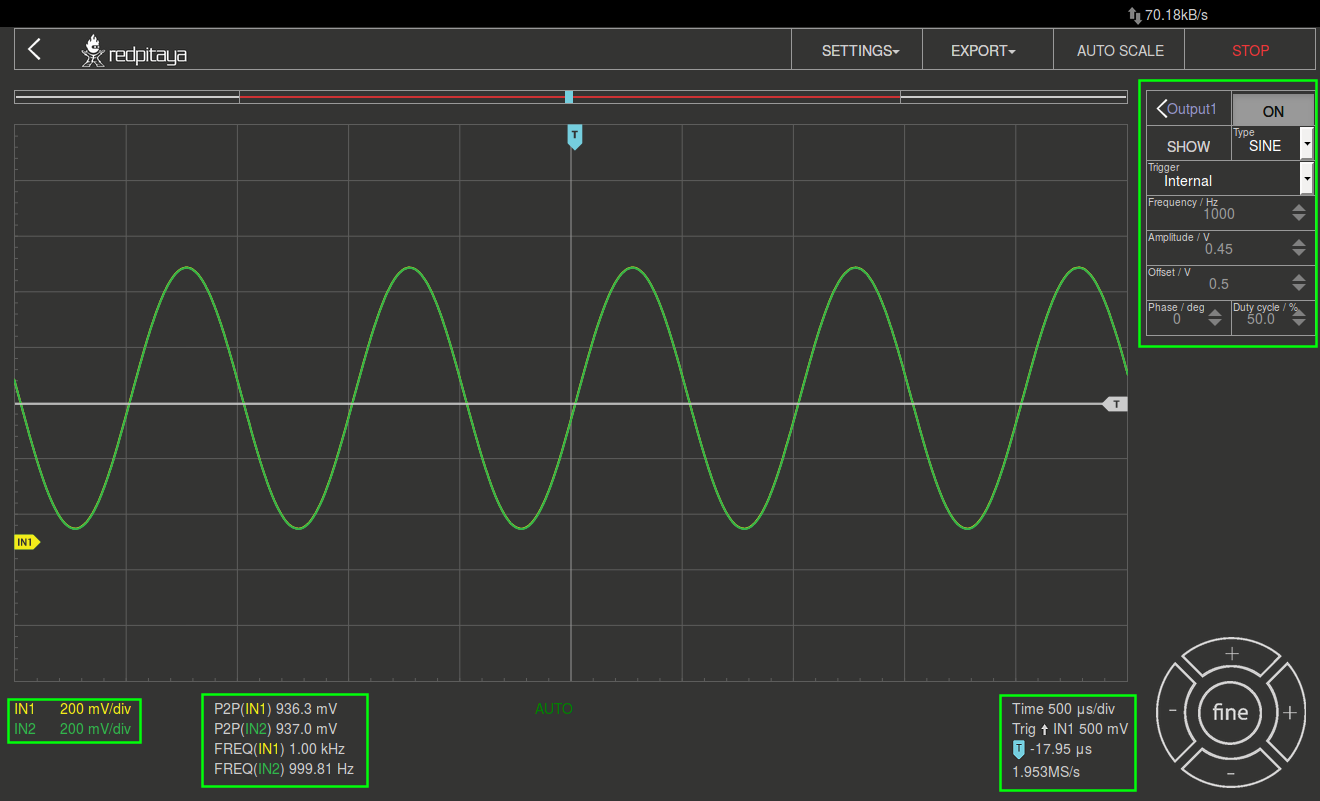 70.18kB/s
redpitaya
SETTINGS
EXPORT
AUTO SCALE
STOP
Output1
ON
SHOW
Type
SINE
Trigger
Internal
Frequency / Hz
1000
Amplitude / V
0.45
Offset / V
0.5
Phase / deg
0
Duty cycle / %
50.0
T
T
IN1
IN1 200 mV/div
IN2 200 mV/div
P2P(IN1) 936.3 mV
P2P(IN2) 937.0 mV
FREQ(IN1) 1.00 kHz
FREQ(IN2) 999.81 Hz
AUTO
Time 500 µs/div
Trig IN1 500 mV
T -17.95 µs
1.953MS/s
+
- fine +
-